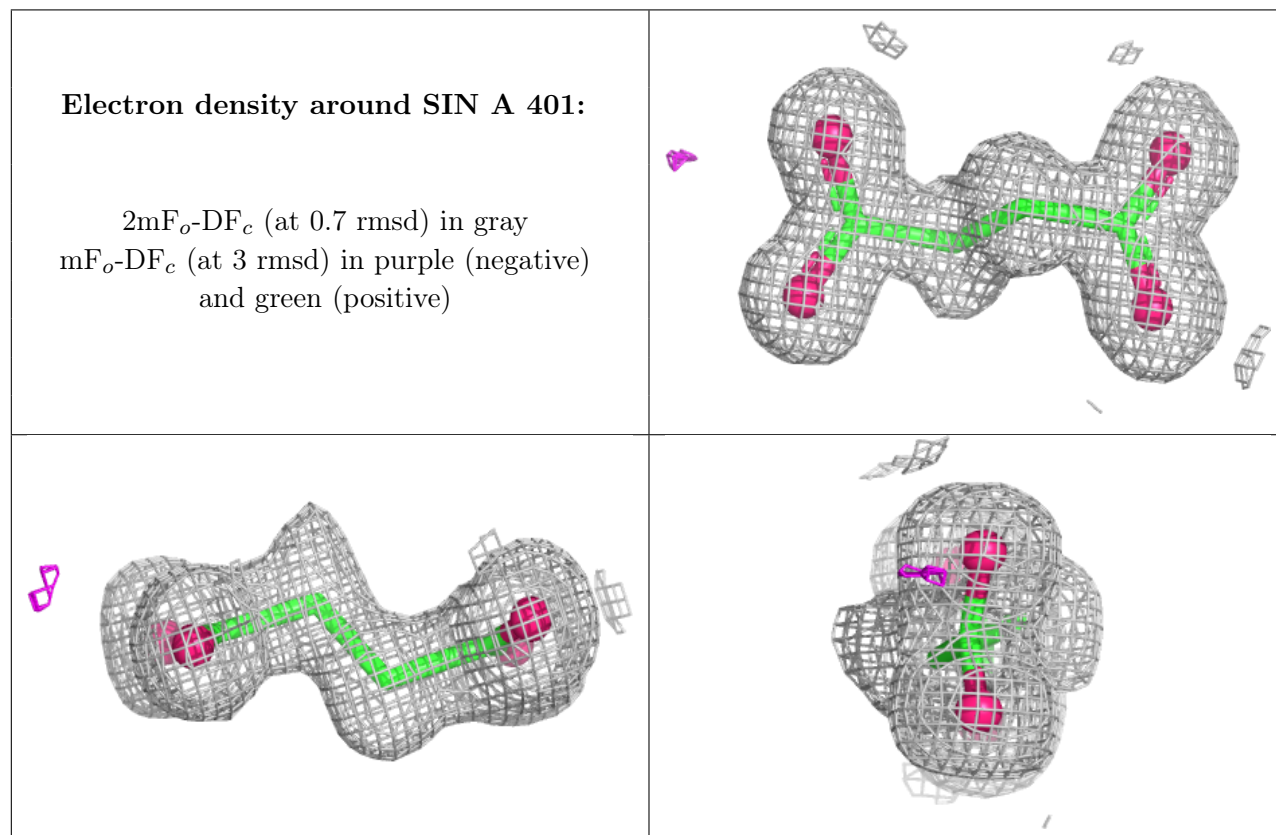 Electron density around SIN A 401:
2mFo-DFc (at 0.7 rmsd) in gray
mFo-DFc (at 3 rmsd) in purple (negative)
and green (positive)